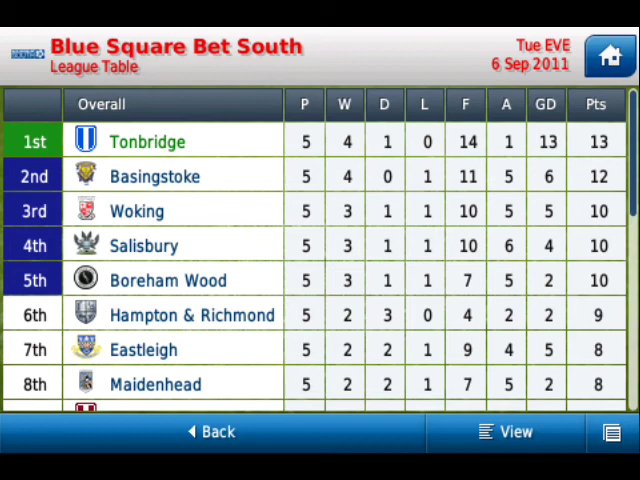 Blue Square Bet South
League Table
Tue EVE
6 Sep 2011
Overall P W D L F A GD Pts
1st Tonbridge 5 4 1 0 14 1 13 13
2nd Basingstoke 5 4 0 1 11 5 6 12
3rd Woking 5 3 1 1 10 5 5 10
4th Salisbury 5 3 1 1 10 6 4 10
5th Boreham Wood 5 3 1 1 7 5 2 10
6th Hampton & Richmond 5 2 3 0 4 2 2 9
7th Eastleigh 5 2 2 1 9 4 5 8
8th Maidenhead 5 2 2 1 7 5 2 8
Back View